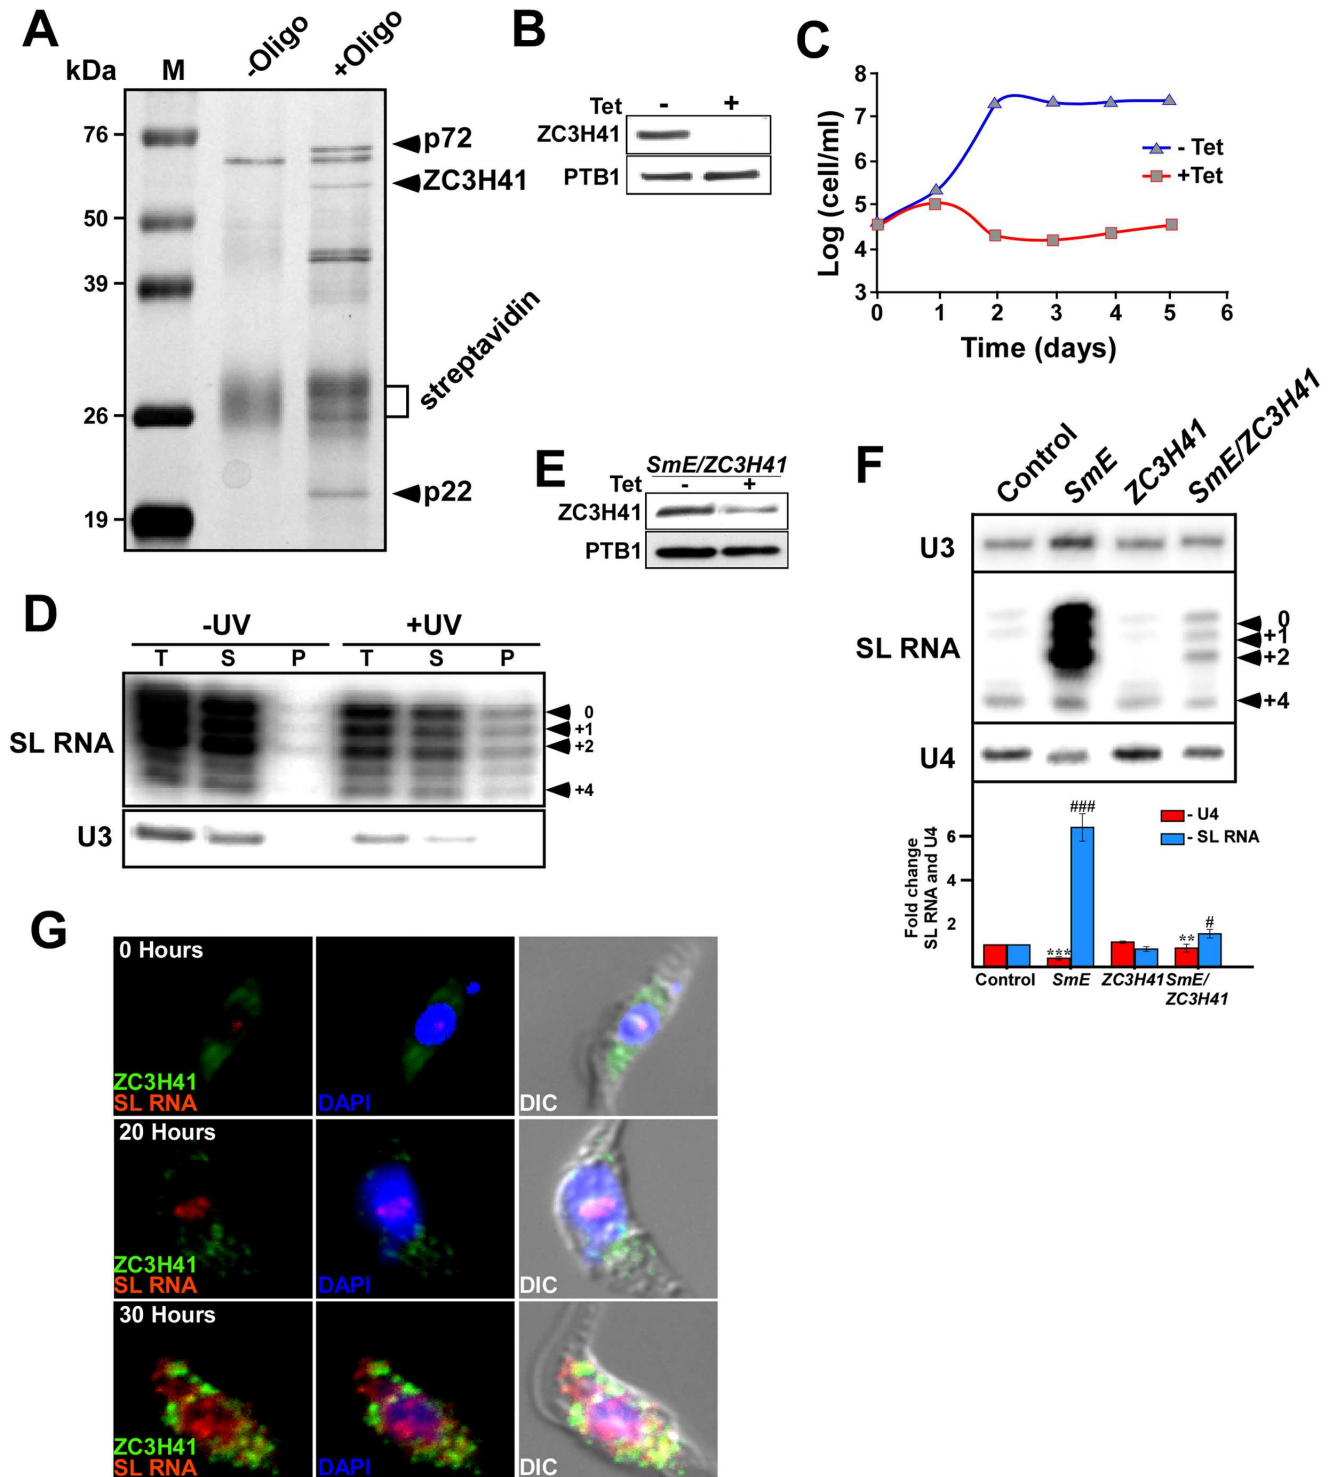 A
kDa
M
-Oligo
+Oligo
76
50
39
26
19
p72
ZC3H41
streptavidin
p22
B
Tet - +
ZC3H41
PTB1
C
Log (cell/ml)
8
7
6
5
4
3
0 1 2 3 4 5 6
Time (days)
- Tet
+Tet
D
-UV +UV
T S P T S P
SL RNA
0
+1
+2
+4
U3
E
SmE/ZC3H41
Tet - +
ZC3H41
PTB1
F
Control
SmE
ZC3H41
SmE/ZC3H41
U3
SL RNA
0
+1
+2
+4
U4
Fold change
SL RNA and U4
6
4
2
- U4
- SL RNA
***
###
**
#
Control SmE ZC3H41 SmE/
ZC3H41
G
0 Hours
ZC3H41
SL RNA
DAPI
DIC
20 Hours
ZC3H41
SL RNA
DAPI
DIC
30 Hours
ZC3H41
SL RNA
DAPI
DIC